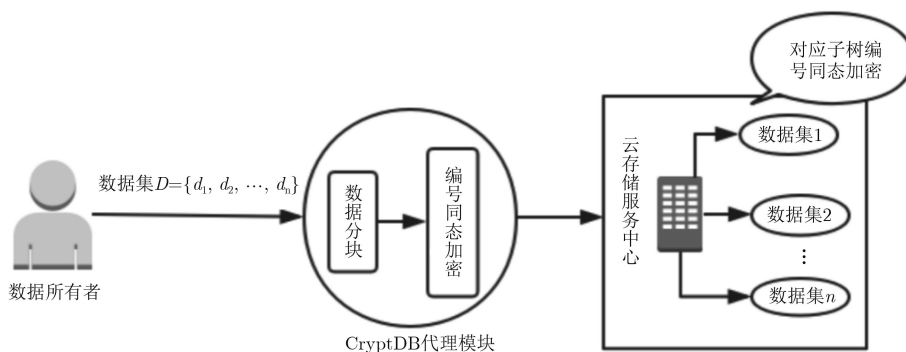 对应子树编
号同态加密
数据集D={d1, d2, ⋯, dn}
数据所有者
数据分块
编号同态加密
CryptDB代理模块
云存储服务中心
数据集1
数据集2
⋮
数据集n